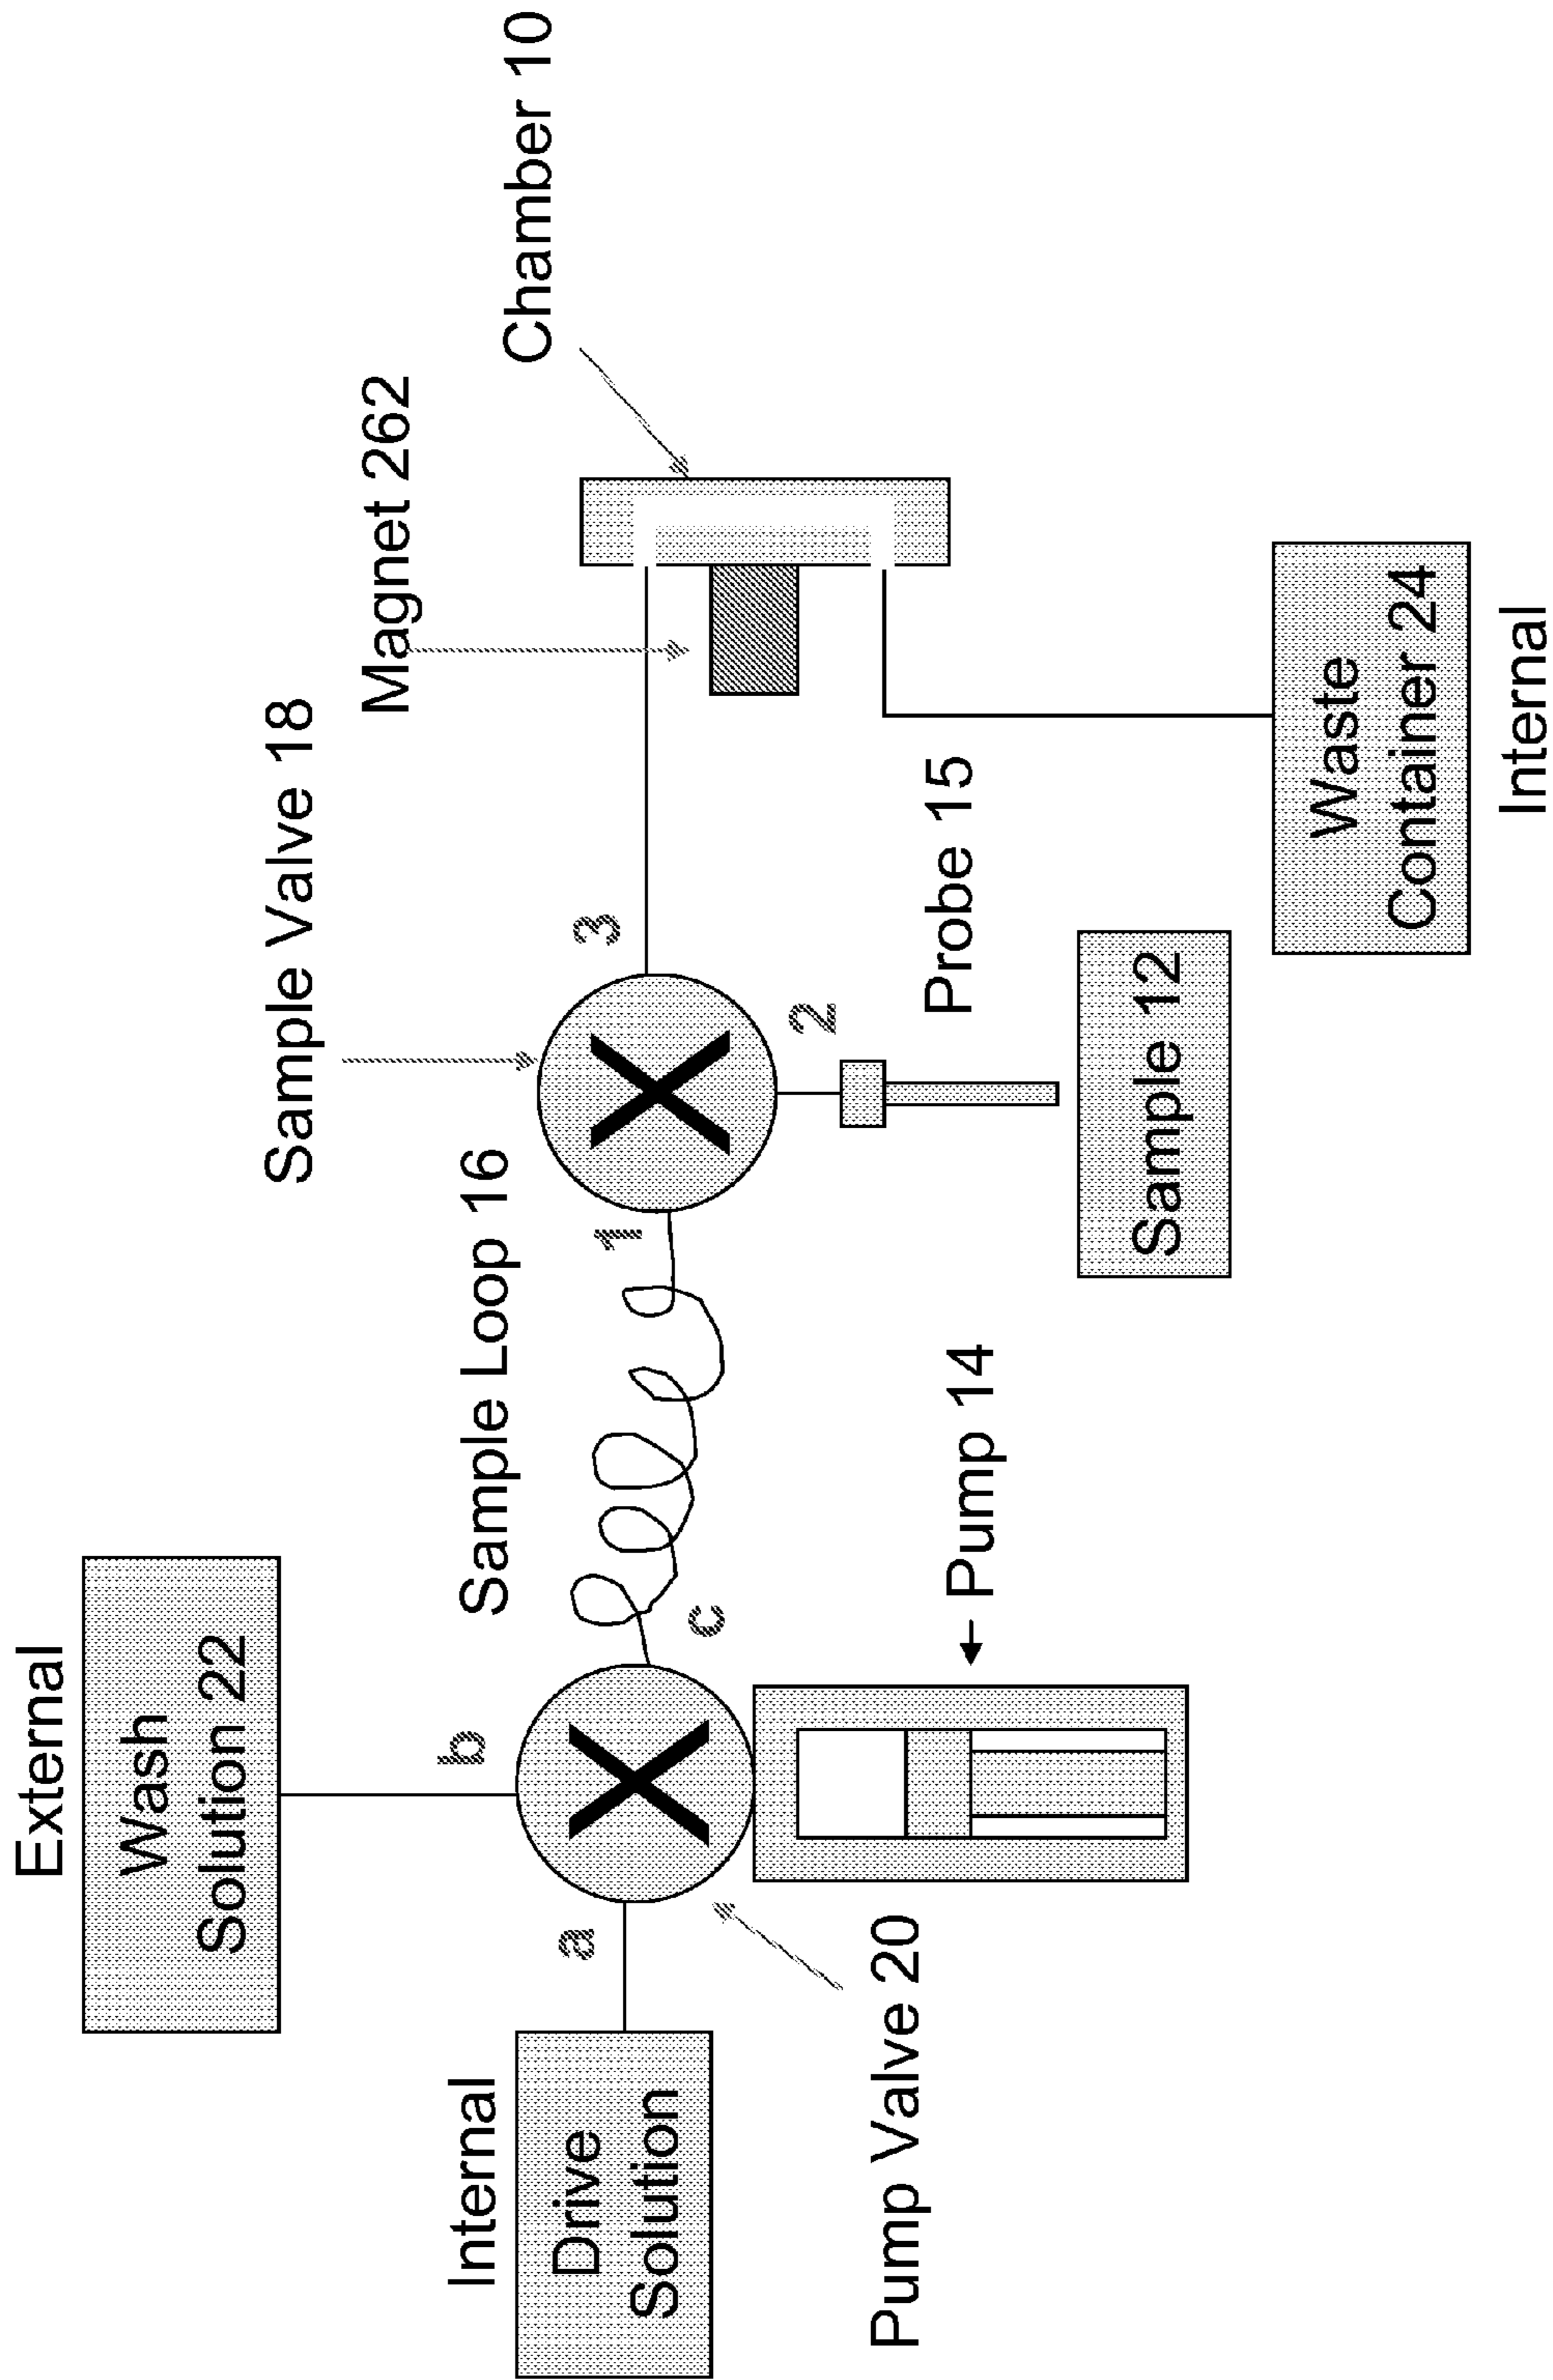 External
Wash
Solution 22
Internal
Drive
Solution
a
b
c
Pump Valve 20
Pump 14
Sample Loop 16
Sample Valve 18
1
2
3
Probe 15
Sample 12
Magnet 262
Chamber 10
Waste
Container 24
Internal